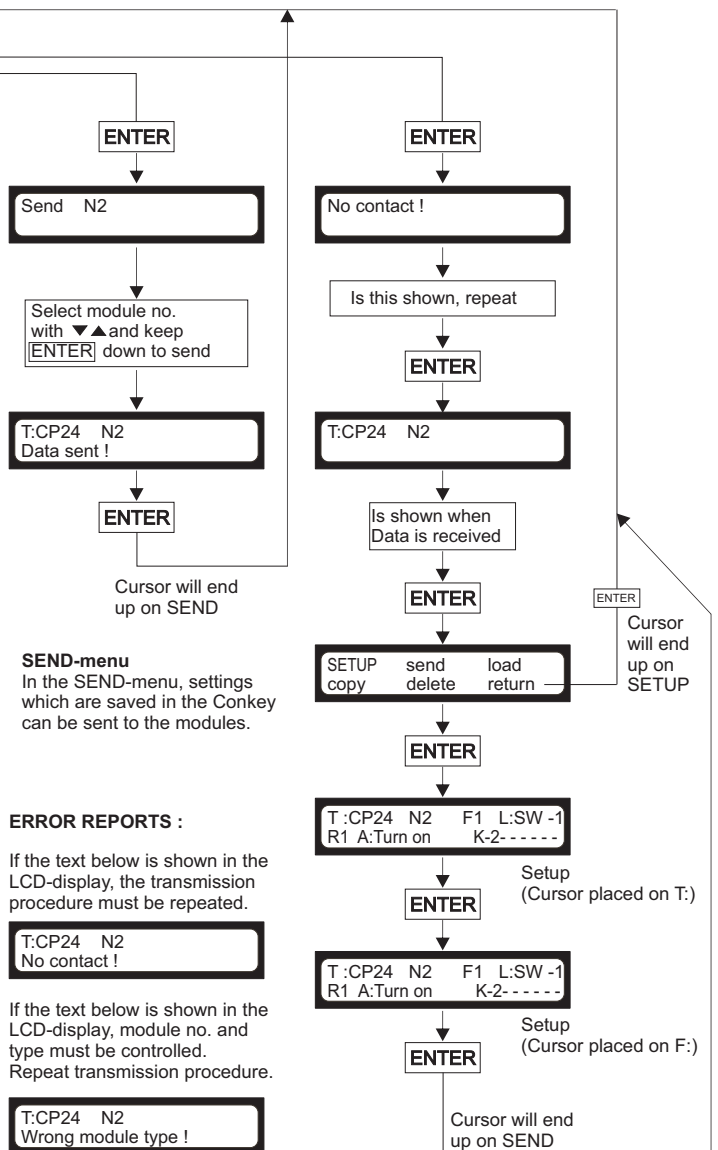 ENTER
Send N2
Select module no.
with ▼▲and keep
ENTER down to send
T:CP24 N2
Data sent !
ENTER
Cursor will end
up on SEND
SEND-menu
In the SEND-menu, settings
which are saved in the Conkey
can be sent to the modules.
ERROR REPORTS :
If the text below is shown in the
LCD-display, the transmission
procedure must be repeated.
T:CP24 N2
No contact !
If the text below is shown in the
LCD-display, module no. and
type must be controlled.
Repeat transmission procedure.
T:CP24 N2
Wrong module type !
ENTER
No contact !
Is this shown, repeat
ENTER
T:CP24 N2
Is shown when
Data is received
ENTER
SETUP send load
copy delete return
ENTER
Cursor
will end
up on
SETUP
ENTER
T :CP24 N2 F1 L:SW -1
R1 A:Turn on K-2- - - - - -
Setup
(Cursor placed on T:)
ENTER
T :CP24 N2 F1 L:SW -1
R1 A:Turn on K-2- - - - - -
Setup
(Cursor placed on F:)
ENTER
Cursor will end
up on SEND